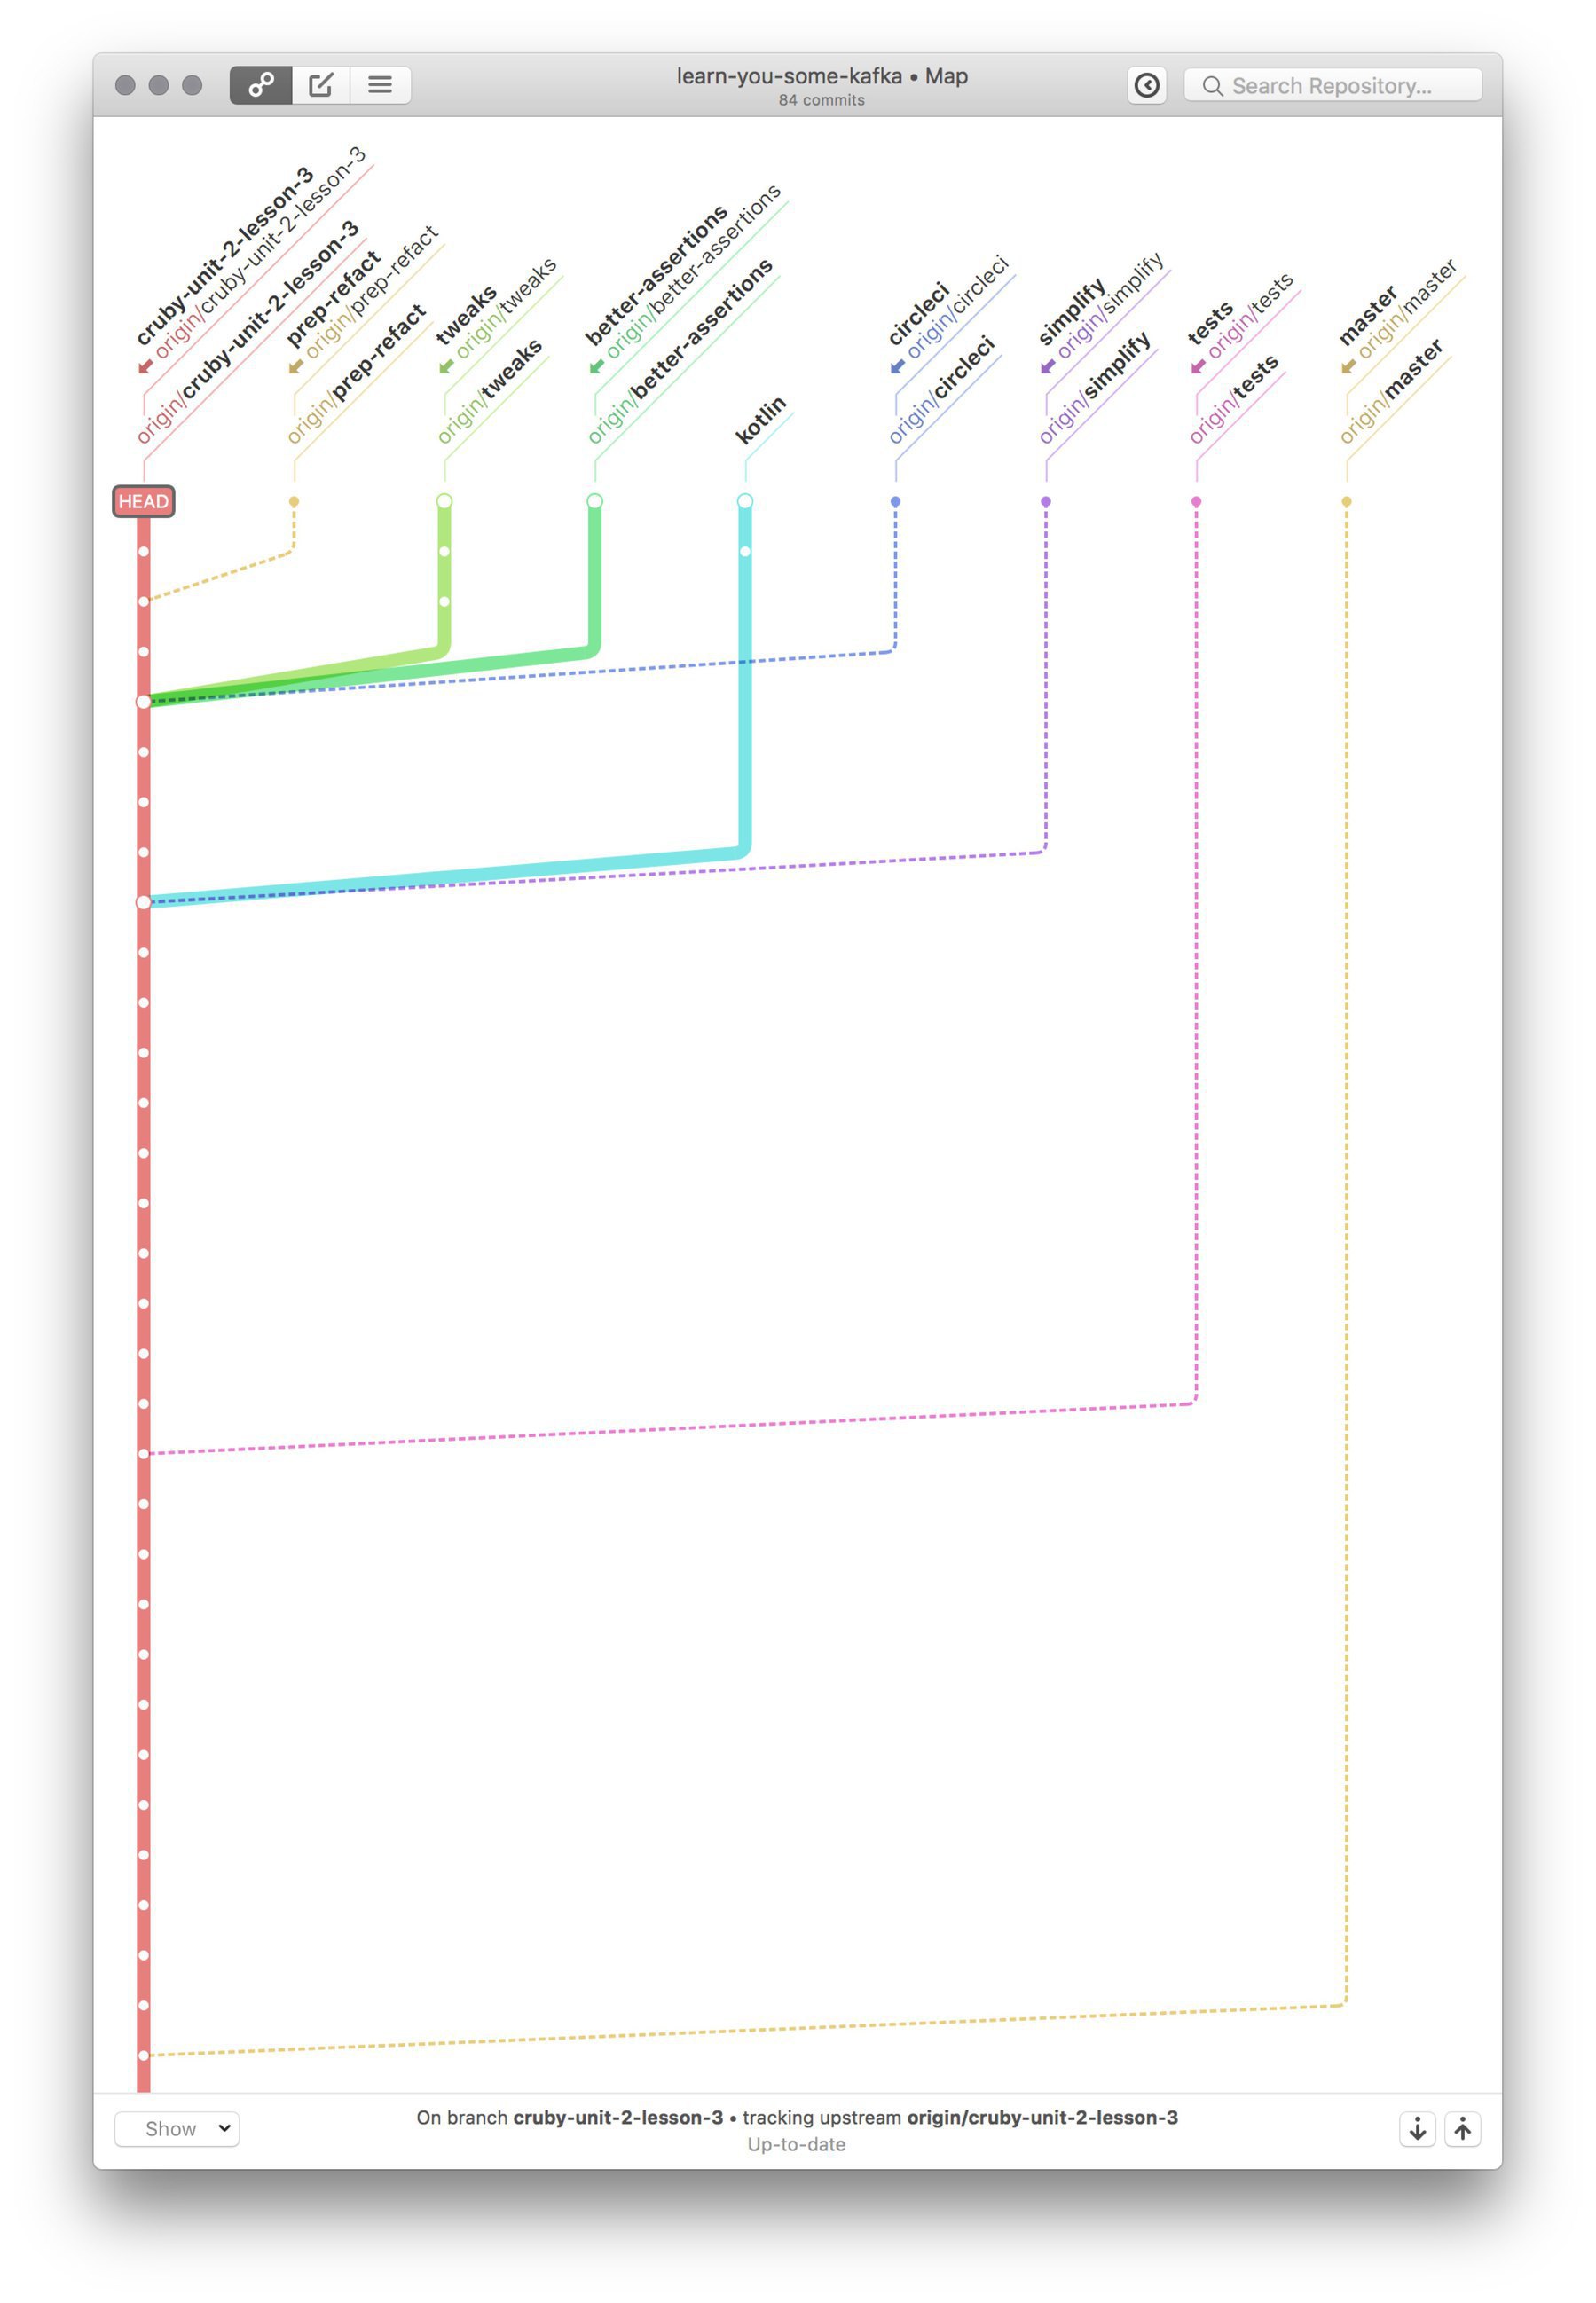 learn-you-some-kafka • Map
84 commits
Search Repository...
cruby-unit-2-lesson-3
origin/cruby-unit-2-lesson-3
origin/cruby-unit-2-lesson-3
prep-refact
origin/prep-refact
origin/prep-refact
tweaks
origin/tweaks
origin/tweaks
better-assertions
origin/better-assertions
origin/better-assertions
kotlin
circleci
origin/circleci
origin/circleci
simplify
origin/simplify
origin/simplify
tests
origin/tests
origin/tests
master
origin/master
origin/master
HEAD
Show
On branch cruby-unit-2-lesson-3 • tracking upstream origin/cruby-unit-2-lesson-3
Up-to-date